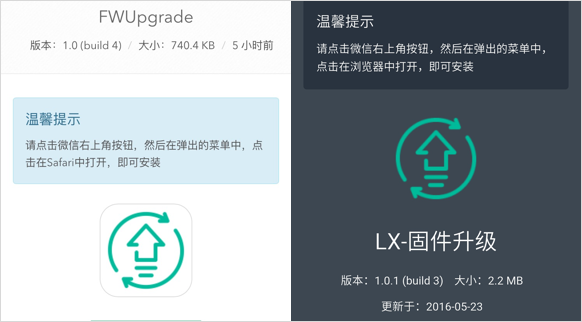 FWUpgrade
版本：1.0 (build 4) / 大小：740.4 KB / 5 小时前
温馨提示
请点击微信右上角按钮，然后在弹出的菜单中，点
击在Safari中打开，即可安装
温馨提示
请点击微信右上角按钮，然后在弹出的菜单中，
点击在浏览器中打开，即可安装
LX-固件升级
版本：1.0.1 (build 3) 大小：2.2 MB
更新于：2016-05-23